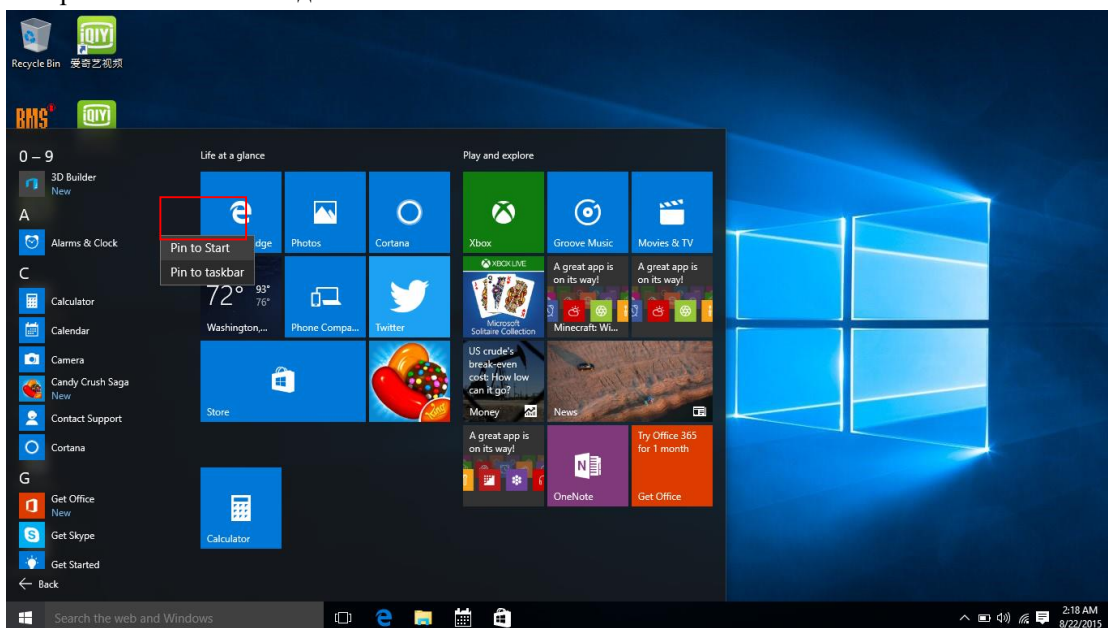 Recycle Bin
爱奇艺视频
iQIYI
BMS
iQIYI
0 – 9
3D Builder
New
A
Alarms & Clock
C
Calculator
Calendar
Camera
Candy Crush Saga
New
Contact Support
Cortana
G
Get Office
New
Get Skype
Get Started
Back
Life at a glance
dge
Photos
Cortana
Pin to Start
Pin to taskbar
72° 93°
76°
Washington,...
Phone Compa...
Twitter
Store
King
Calculator
Play and explore
Xbox
Groove Music
Movies & TV
XBOX LIVE
Microsoft
Solitaire Collection
A great app is
on its way!
Minecraft: Wi...
A great app is
on its way!
US crude's
break-even
cost: How low
can it go?
Money
News
A great app is
on its way!
OneNote
Try Office 365
for 1 month
Get Office
Search the web and Windows
2:18 AM
8/22/2015